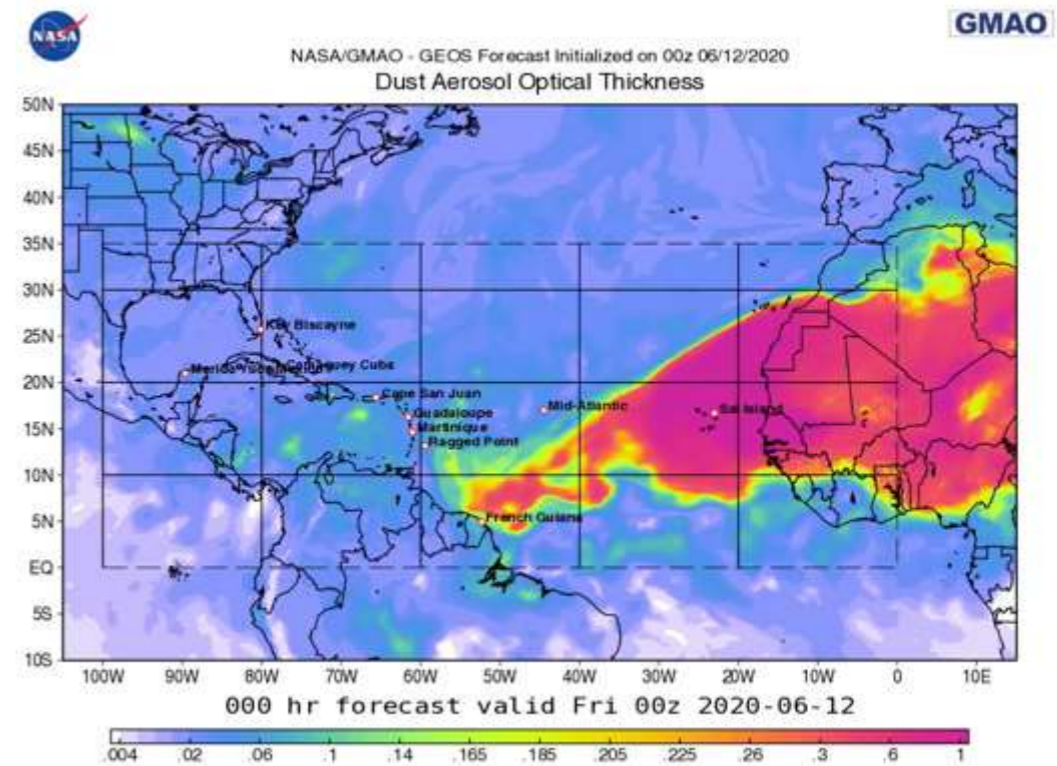 NASA
GMAO
NASA/GMAO - GEOS Forecast Initialized on 00z 06/12/2020
Dust Aerosol Optical Thickness
50N
45N
40N
35N
30N
25N
20N
15N
10N
5N
EQ
5S
10S
Key Biscayne
Camaguey Cuba
Merida
Cape San Juan
Mid-Atlantic
Sal Island
Guadaloupe
Martinique
Ragged Point
French Guiana
100W 90W 80W 70W 60W 50W 40W 30W 20W 10W 0 10E
000 hr forecast valid Fri 00z 2020-06-12
.004 .02 .06 .1 .14 .165 .185 .205 .225 .26 .3 .6 1